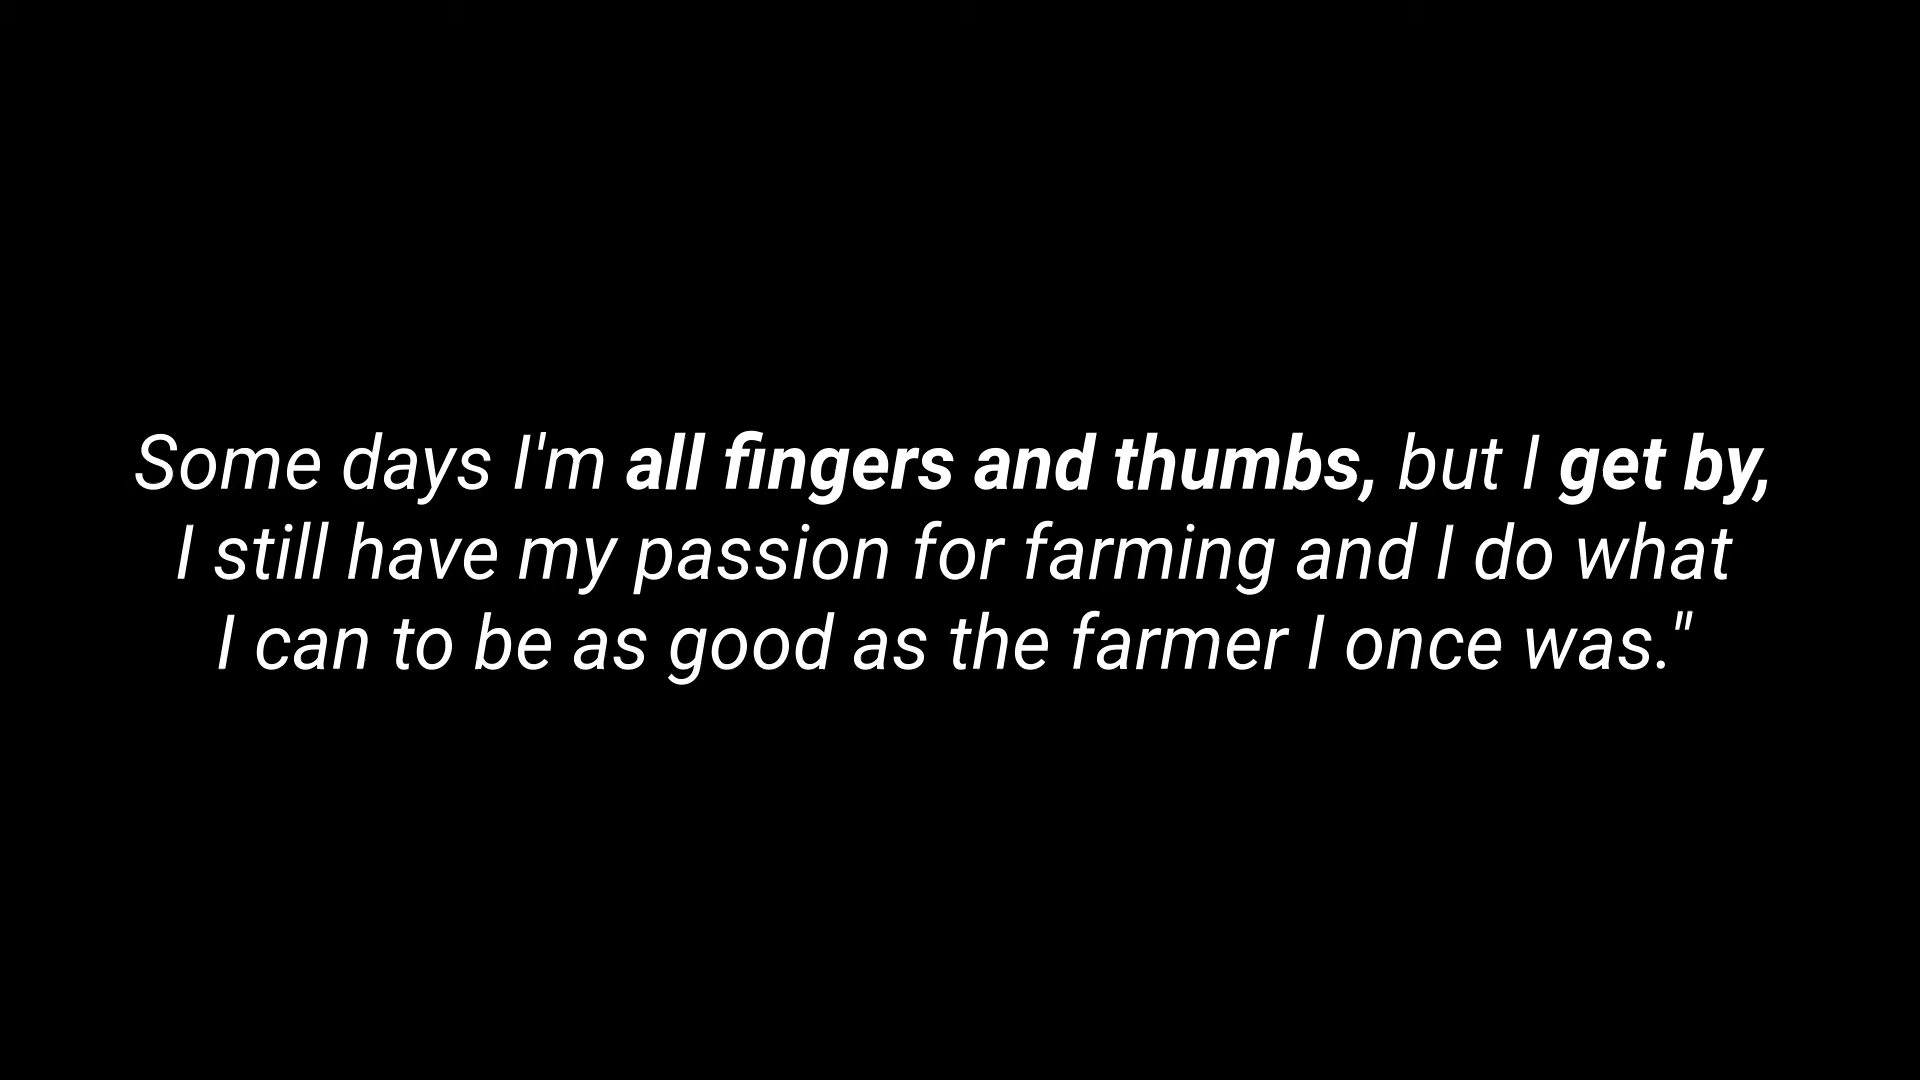 Some days I'm all fingers and thumbs, but I get by,
I still have my passion for farming and I do what
I can to be as good as the farmer I once was."